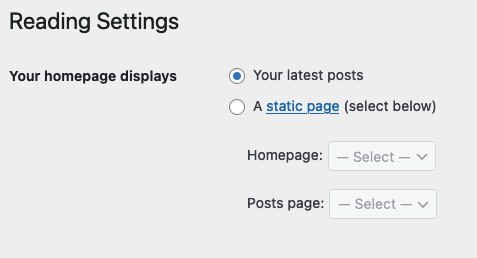 Reading Settings
Your homepage displays
Your latest posts
A static page (select below)
Homepage: — Select —
Posts page: — Select —